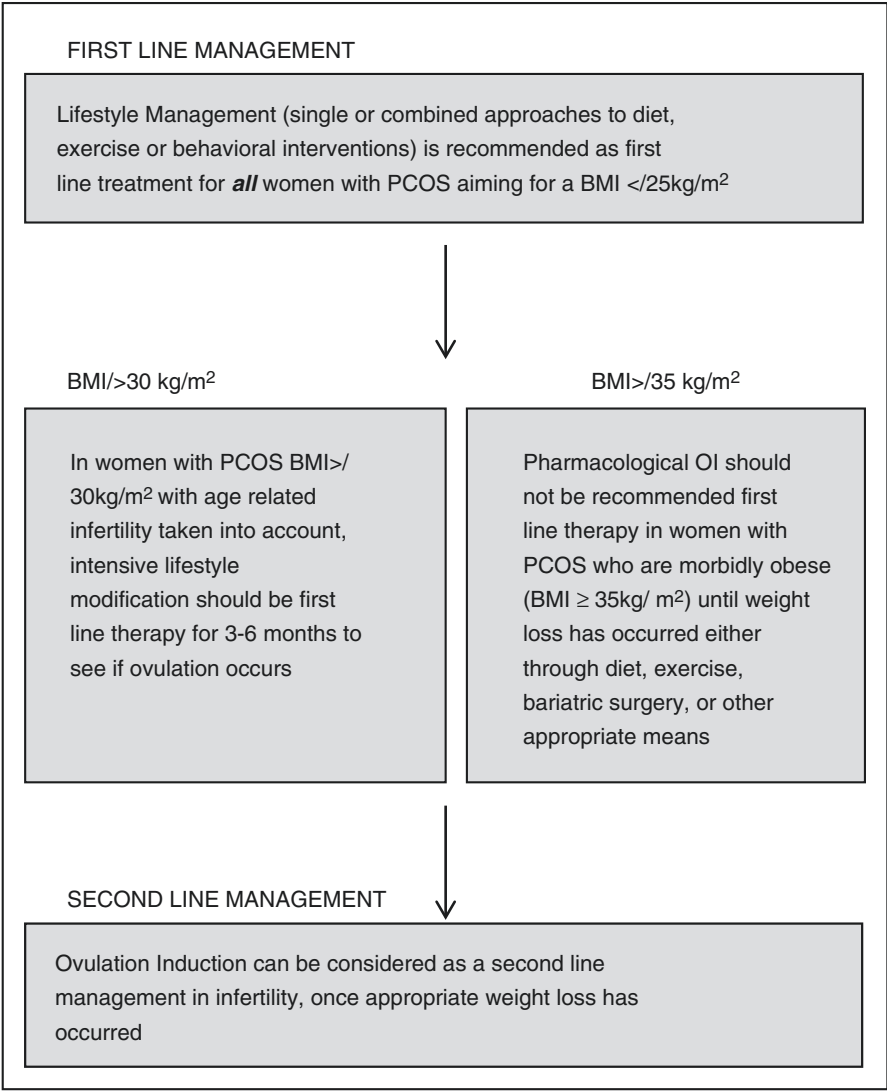 FIRST LINE MANAGEMENT
Lifestyle Management (single or combined approaches to diet,
exercise or behavioral interventions) is recommended as first
line treatment for all women with PCOS aiming for a BMI </25kg/m²
BMI/>30 kg/m²
In women with PCOS BMI>/
30kg/m² with age related
infertility taken into account,
intensive lifestyle
modification should be first
line therapy for 3-6 months to
see if ovulation occurs
BMI>/35 kg/m²
Pharmacological OI should
not be recommended first
line therapy in women with
PCOS who are morbidly obese
(BMI ≥ 35kg/ m²) until weight
loss has occurred either
through diet, exercise,
bariatric surgery, or other
appropriate means
SECOND LINE MANAGEMENT
Ovulation Induction can be considered as a second line
management in infertility, once appropriate weight loss has
occurred